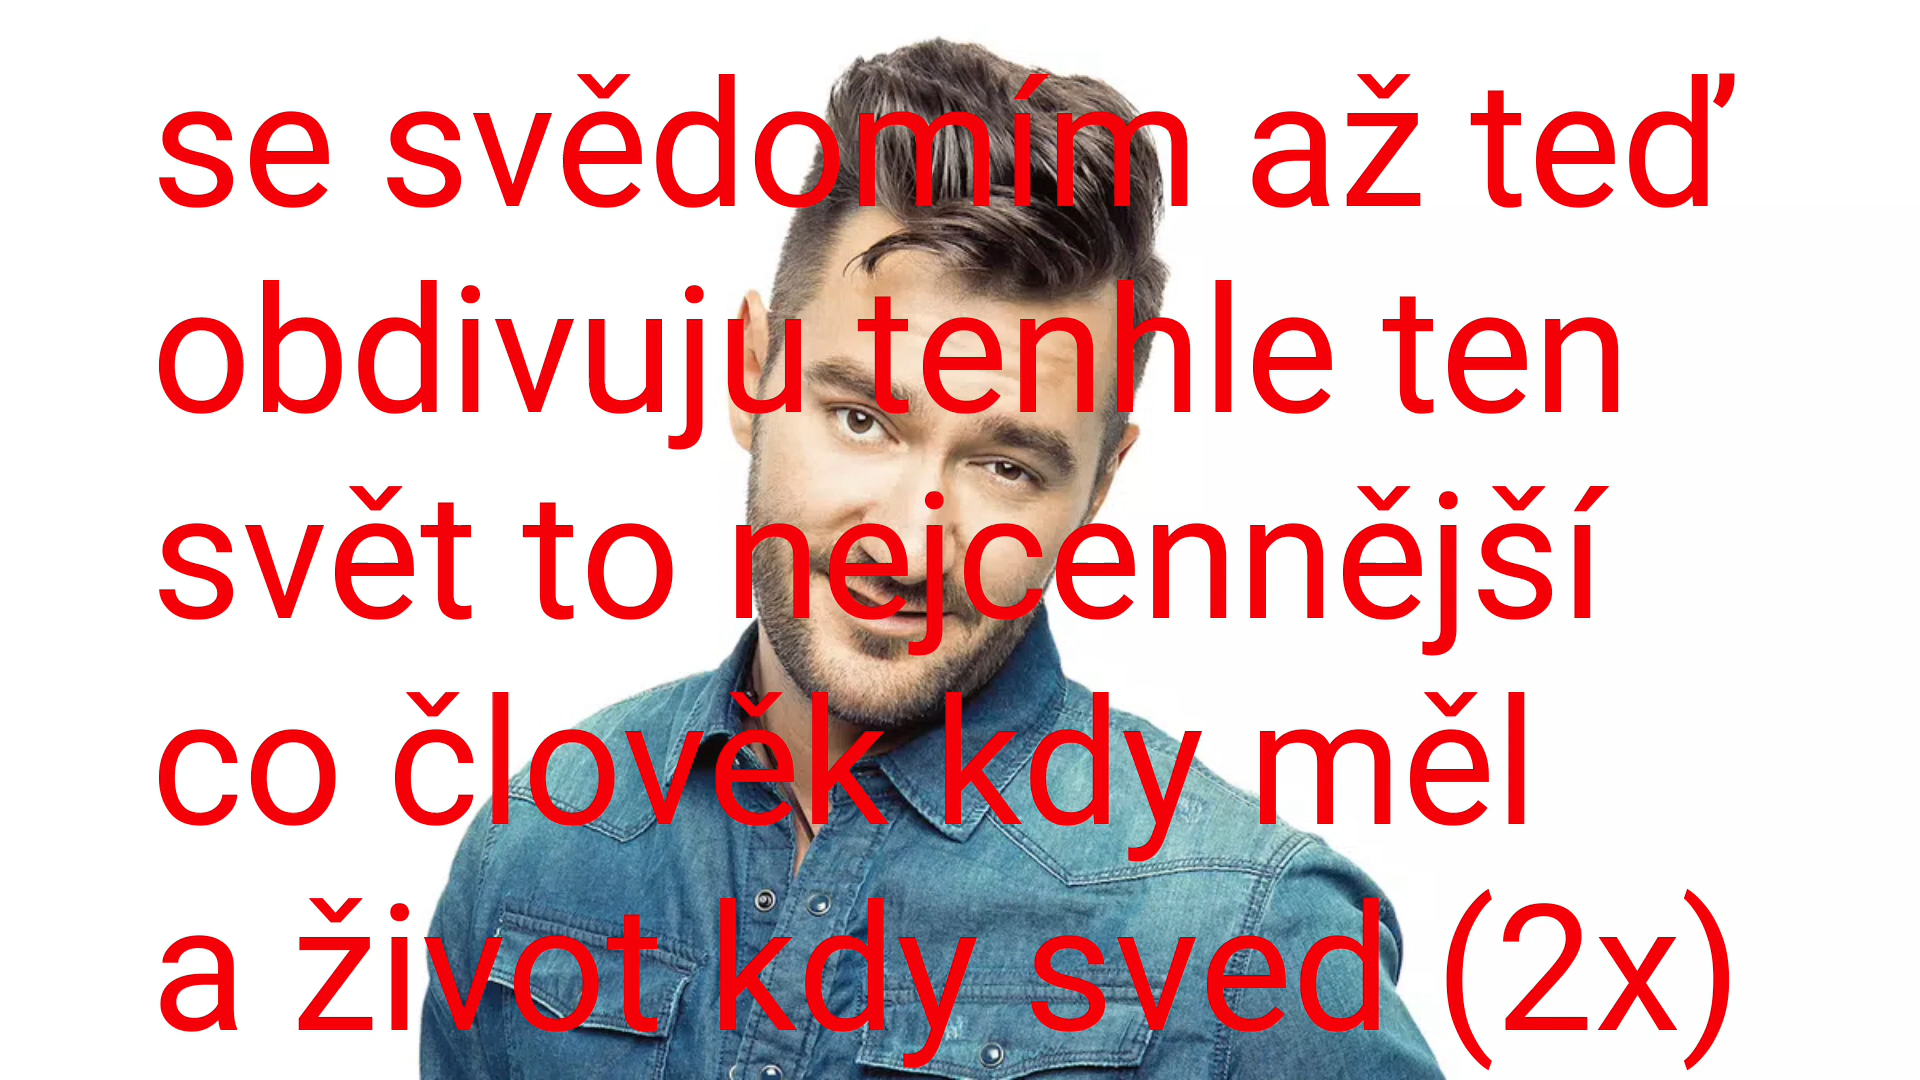 se svědomím až teď
obdivuju tenhle ten
svět to nejcennější
co člověk kdy měl
a život kdy sved (2x)